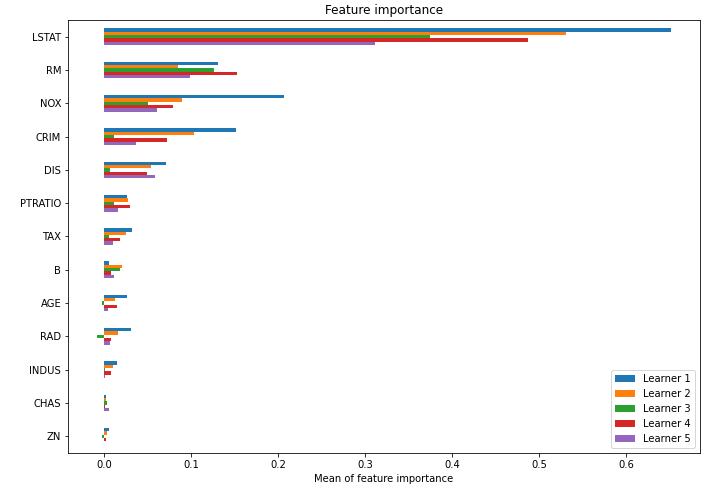 Feature importance
LSTAT
RM
NOX
CRIM
DIS
PTRATIO
TAX
B
AGE
RAD
INDUS
CHAS
ZN
Learner 1
Learner 2
Learner 3
Learner 4
Learner 5
0.0 0.1 0.2 0.3 0.4 0.5 0.6
Mean of feature importance